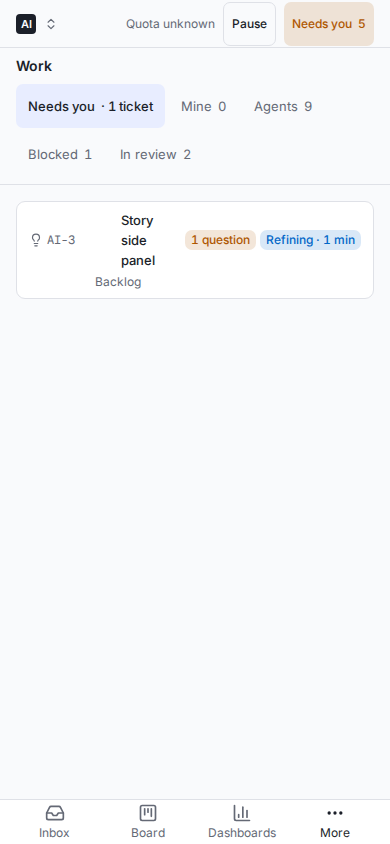 AI Quota unknown Pause Needs you 5
Work
Needs you · 1 ticket Mine 0 Agents 9
Blocked 1 In review 2
AI-3 Story side panel 1 question Refining · 1 min
Backlog
Inbox Board Dashboards More